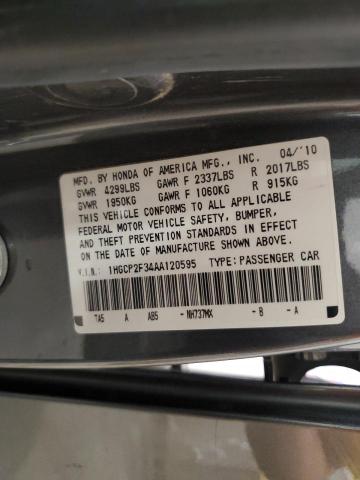 MFD. BY HONDA OF AMERICA MFG., INC. 04/'10
GVWR 4299LBS GAWR F 2337LBS R 2017LBS
GVWR 1950KG GAWR F 1060KG R 915KG
THIS VEHICLE CONFORMS TO ALL APPLICABLE
FEDERAL MOTOR VEHICLE SAFETY, BUMPER,
AND THEFT PREVENTION STANDARDS IN EFFECT
ON THE DATE OF MANUFACTURE SHOWN ABOVE.
V.I.N.: 1HGCP2F34AA120595 TYPE:PASSENGER CAR
TA5 A AB5 -NH737MX -B -A